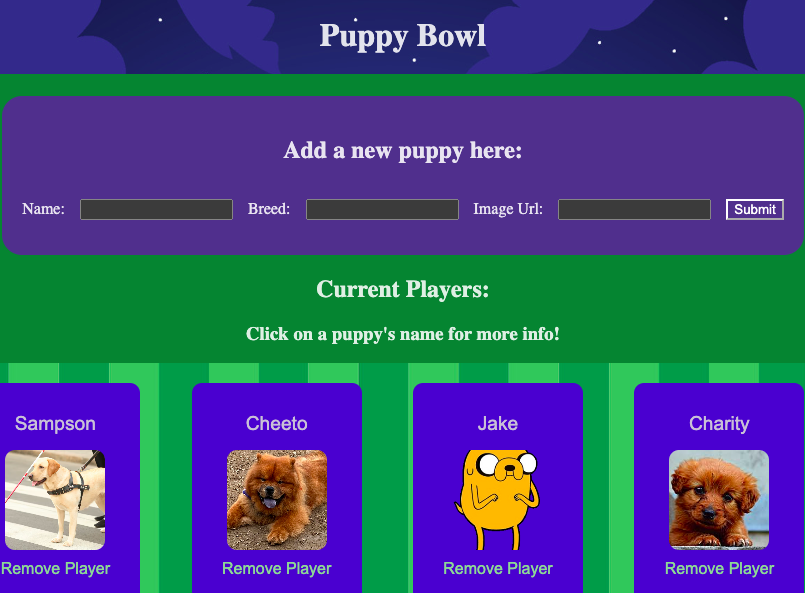 Puppy Bowl
Add a new puppy here:
Name: Breed: Image Url: Submit
Current Players:
Click on a puppy's name for more info!
Sampson Cheeto Jake Charity
Remove Player Remove Player Remove Player Remove Player